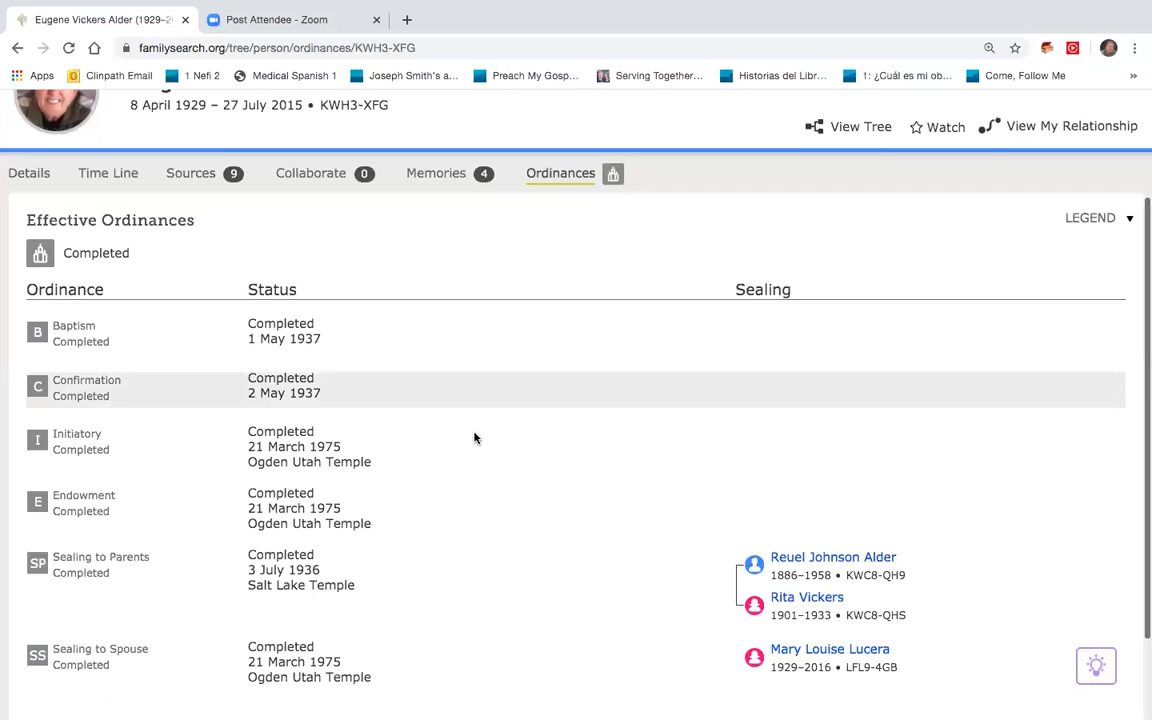 Eugene Vickers Alder (1929–2
Post Attendee - Zoom
familysearch.org/tree/person/ordinances/KWH3-XFG
Apps
Clinpath Email
1 Nefi 2
Medical Spanish 1
Joseph Smith's a...
Preach My Gosp...
Serving Together...
Historias del Libr...
1: ¿Cuál es mi ob...
Come, Follow Me
»
8 April 1929 – 27 July 2015 • KWH3-XFG
View Tree
Watch
View My Relationship
Details
Time Line
Sources 9
Collaborate 0
Memories 4
Ordinances
Effective Ordinances
LEGEND
Completed
Ordinance Status Sealing
B Baptism
Completed
Completed
1 May 1937
C Confirmation
Completed
Completed
2 May 1937
I Initiatory
Completed
Completed
21 March 1975
Ogden Utah Temple
E Endowment
Completed
Completed
21 March 1975
Ogden Utah Temple
SP Sealing to Parents
Completed
Completed
3 July 1936
Salt Lake Temple
Reuel Johnson Alder
1886–1958 • KWC8-QH9
Rita Vickers
1901–1933 • KWC8-QHS
SS Sealing to Spouse
Completed
Completed
21 March 1975
Ogden Utah Temple
Mary Louise Lucera
1929–2016 • LFL9-4GB